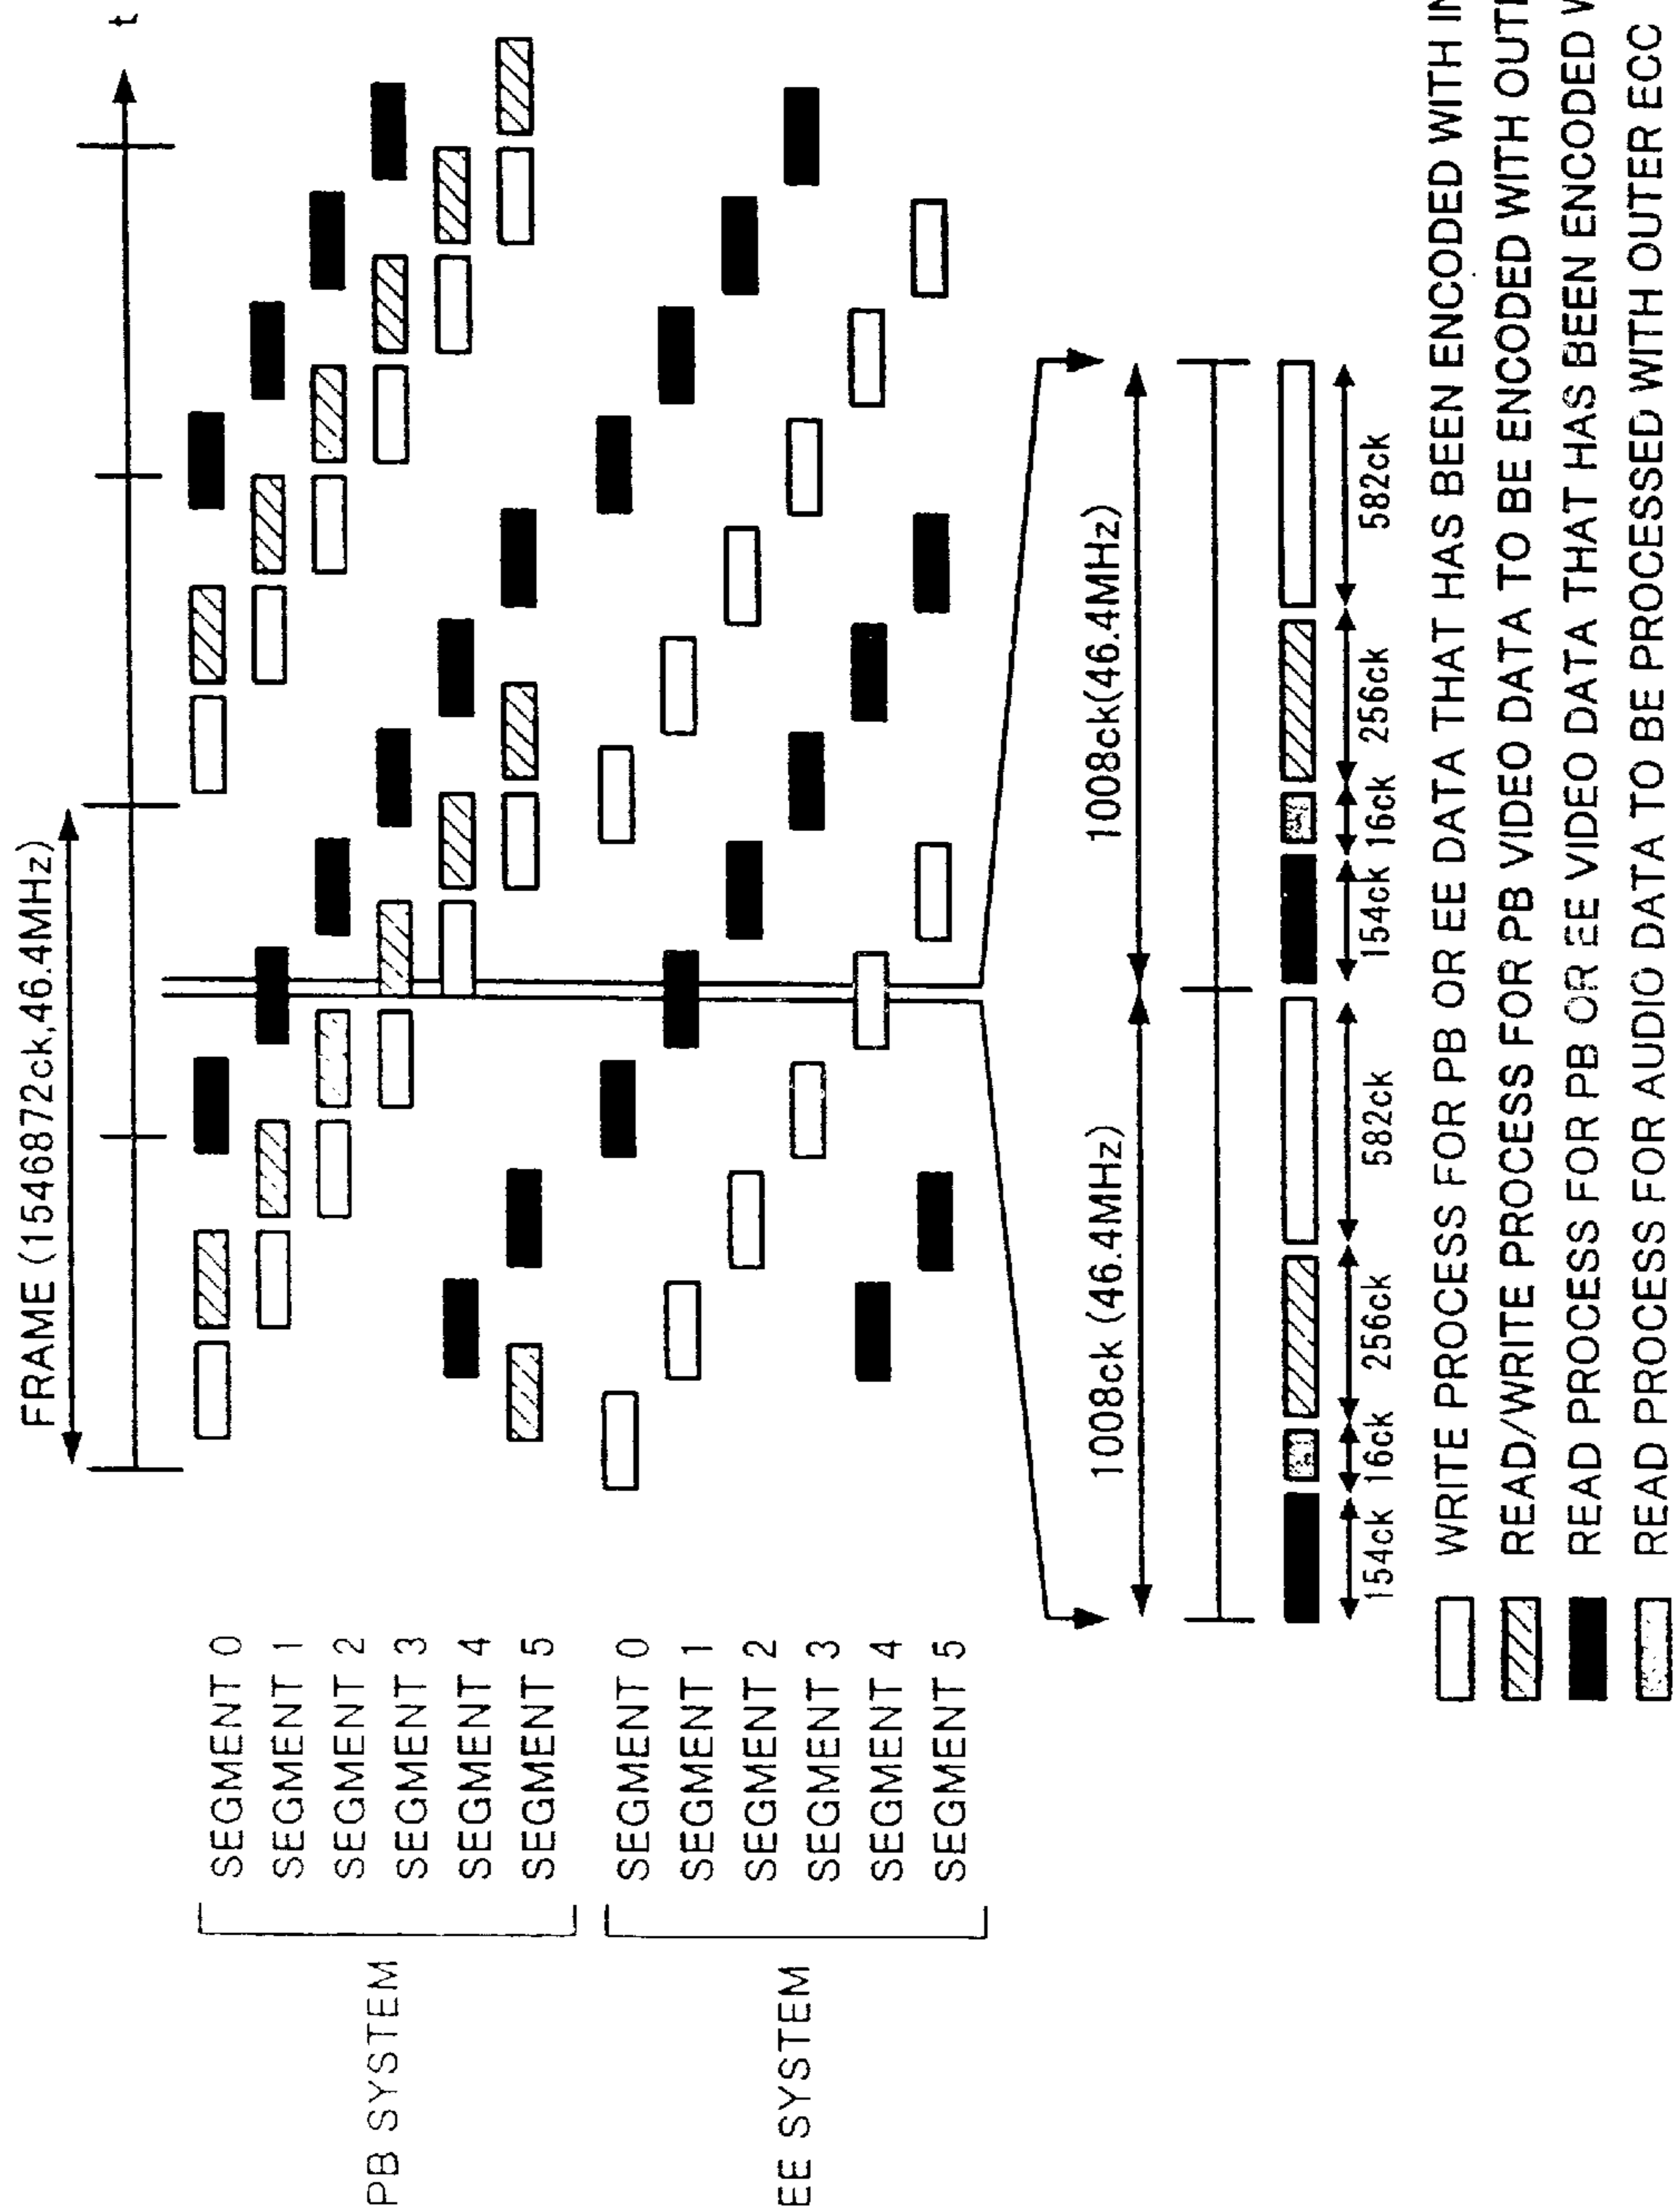 FRAME (1546872ck,46.4MHz)
t
PB SYSTEM
SEGMENT 0
SEGMENT 1
SEGMENT 2
SEGMENT 3
SEGMENT 4
SEGMENT 5
EE SYSTEM
SEGMENT 0
SEGMENT 1
SEGMENT 2
SEGMENT 3
SEGMENT 4
SEGMENT 5
1008ck (46.4MHz) 1008ck(46.4MHz)
154ck 16ck 256ck 582ck 154ck 16ck 256ck 582ck
WRITE PROCESS FOR PB OR EE DATA THAT HAS BEEN ENCODED WITH
READ/WRITE PROCESS FOR PB VIDEO DATA TO BE ENCODED WITH
READ PROCESS FOR PB OR EE VIDEO DATA THAT HAS BEEN ENCODED
READ PROCESS FOR AUDIO DATA TO BE PROCESSED WITH OUTER ECC